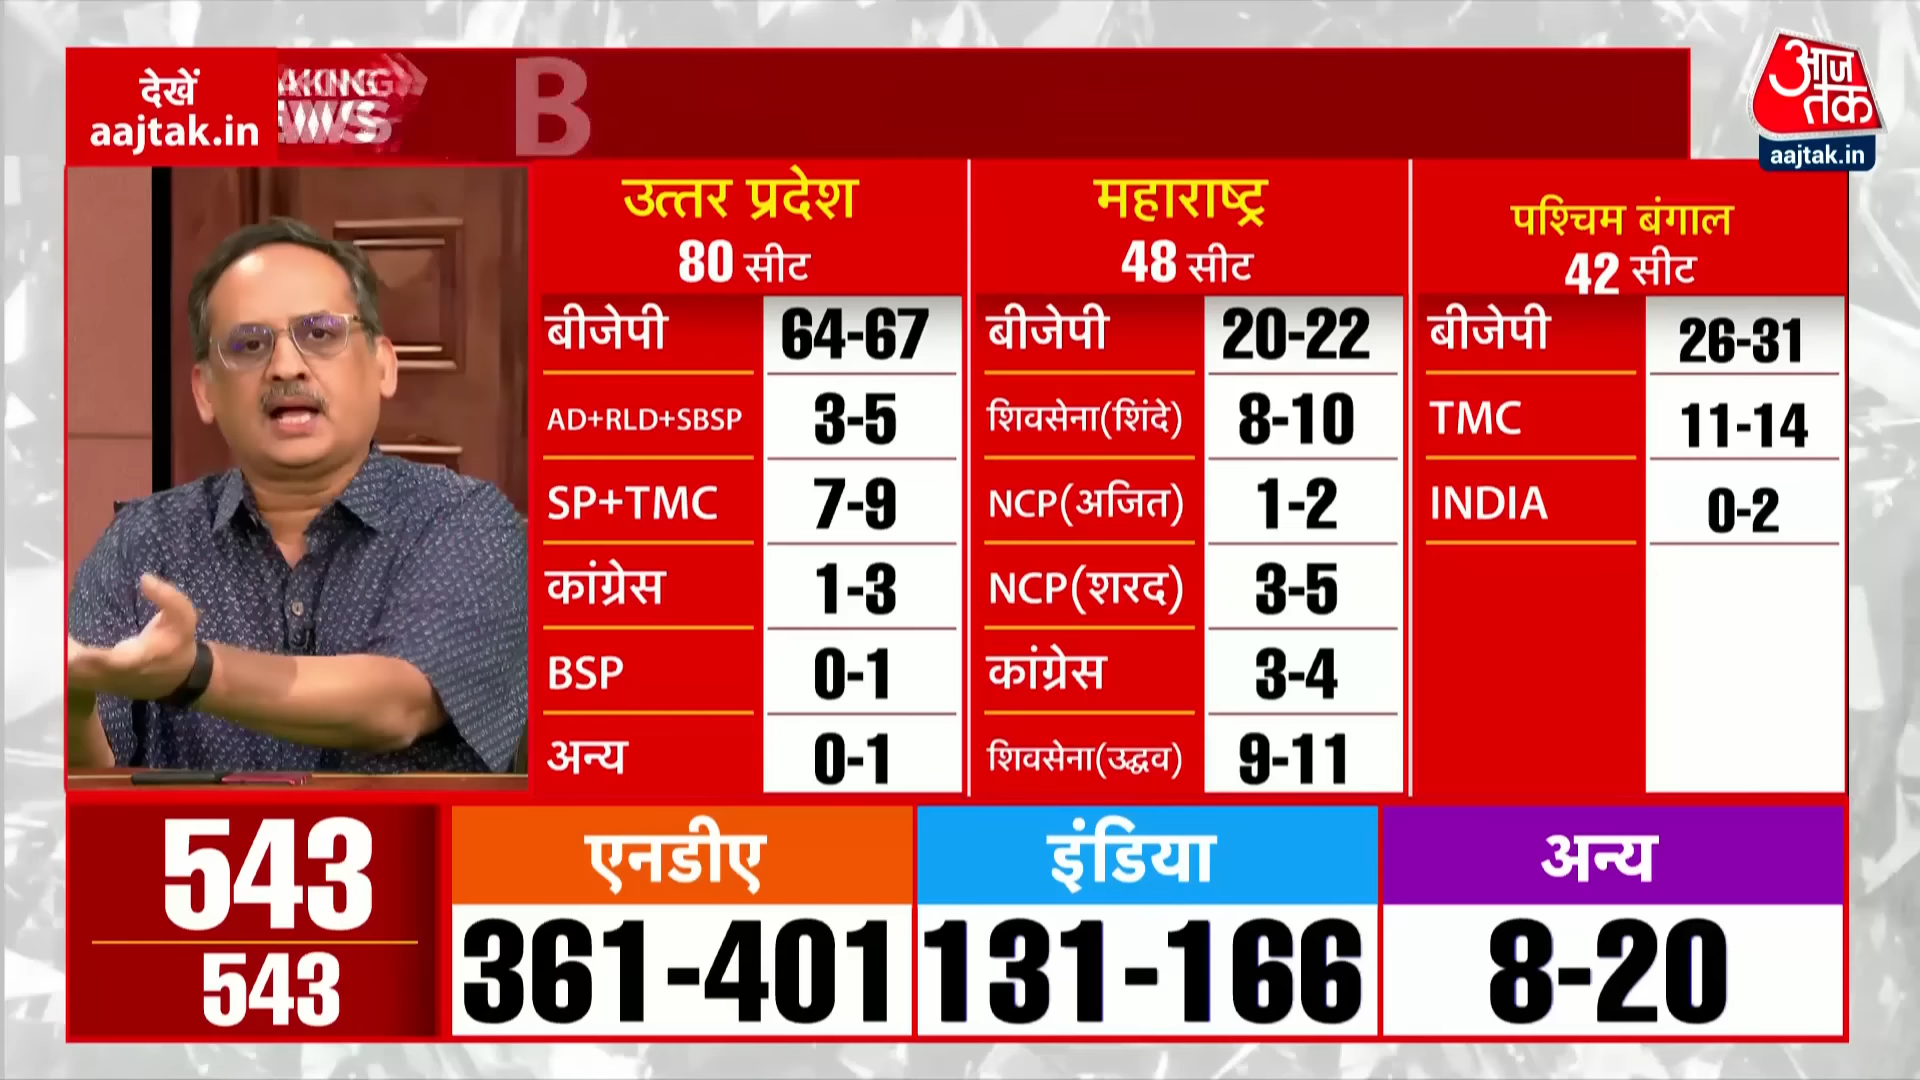 देखें
aajtak.in
B
आज
तक
aajtak.in
उत्तर प्रदेश
80 सीट
बीजेपी 64-67
AD+RLD+SBSP 3-5
SP+TMC 7-9
कांग्रेस 1-3
BSP 0-1
अन्य 0-1
महाराष्ट्र
48 सीट
बीजेपी 20-22
शिवसेना(शिंदे) 8-10
NCP(अजित) 1-2
NCP(शरद) 3-5
कांग्रेस 3-4
शिवसेना(उद्धव) 9-11
पश्चिम बंगाल
42 सीट
बीजेपी 26-31
TMC 11-14
INDIA 0-2
543
543
एनडीए
361-401
इंडिया
131-166
अन्य
8-20